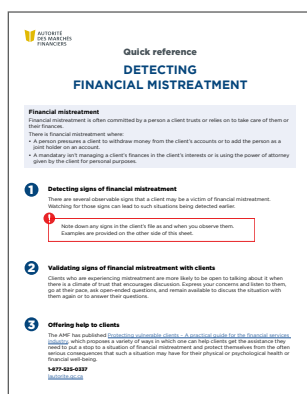 AUTORITÉ
DES MARCHÉS
FINANCIERS
Quick reference
DETECTING
FINANCIAL MISTREATMENT
Financial mistreatment
Financial mistreatment is often committed by a person a client trusts or relies on to take care of them or
their finances.
There is financial mistreatment where:
• A person pressures a client to withdraw money from the client's accounts or to add the person as a
joint holder on an account.
• A mandatary isn't managing a client's finances in the client's interests or is using the power of attorney
given by the client for personal purposes.
1 Detecting signs of financial mistreatment
There are several observable signs that a client may be a victim of financial mistreatment.
Watching for those signs can lead to such situations being detected earlier.
!
Note down any signs in the client's file as and when you observe them.
Examples are provided on the other side of this sheet.
2 Validating signs of financial mistreatment with clients
Clients who are experiencing mistreatment are more likely to be open to talking about it when
there is a climate of trust that encourages discussion. Express your concerns and listen to them,
go at their pace, ask open-ended questions, and remain available to discuss the situation with
them again or to answer their questions.
3 Offering help to clients
The AMF has published Protecting vulnerable clients – A practical guide for the financial services
industry, which proposes a variety of ways in which one can help clients get the assistance they
need to put a stop to a situation of financial mistreatment and protect themselves from the often
serious consequences that such a situation may have for their physical or psychological health or
financial well-being.
1-877-525-0337
lautorite.qc.ca